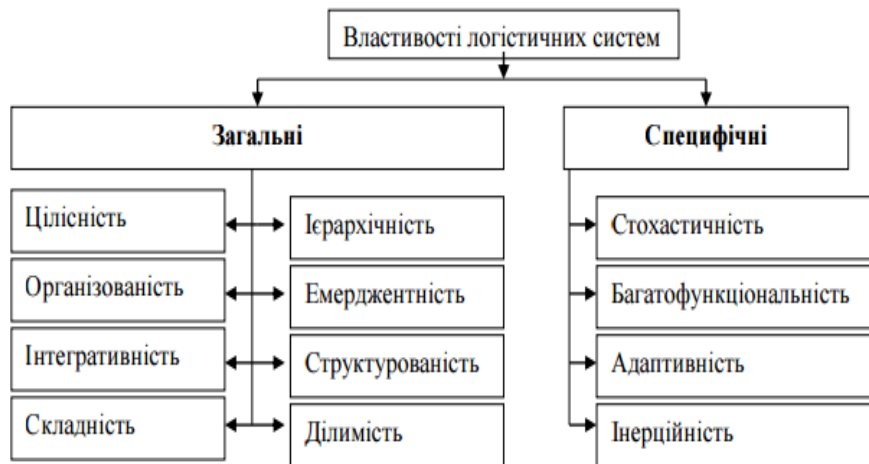 Властивості логістичних систем
Загальні
Специфічні
Цілісність
Ієрархічність
Стохастичність
Організованість
Емерджентність
Багатофункціональність
Інтегративність
Структурованість
Адаптивність
Складність
Ділимість
Інерційність